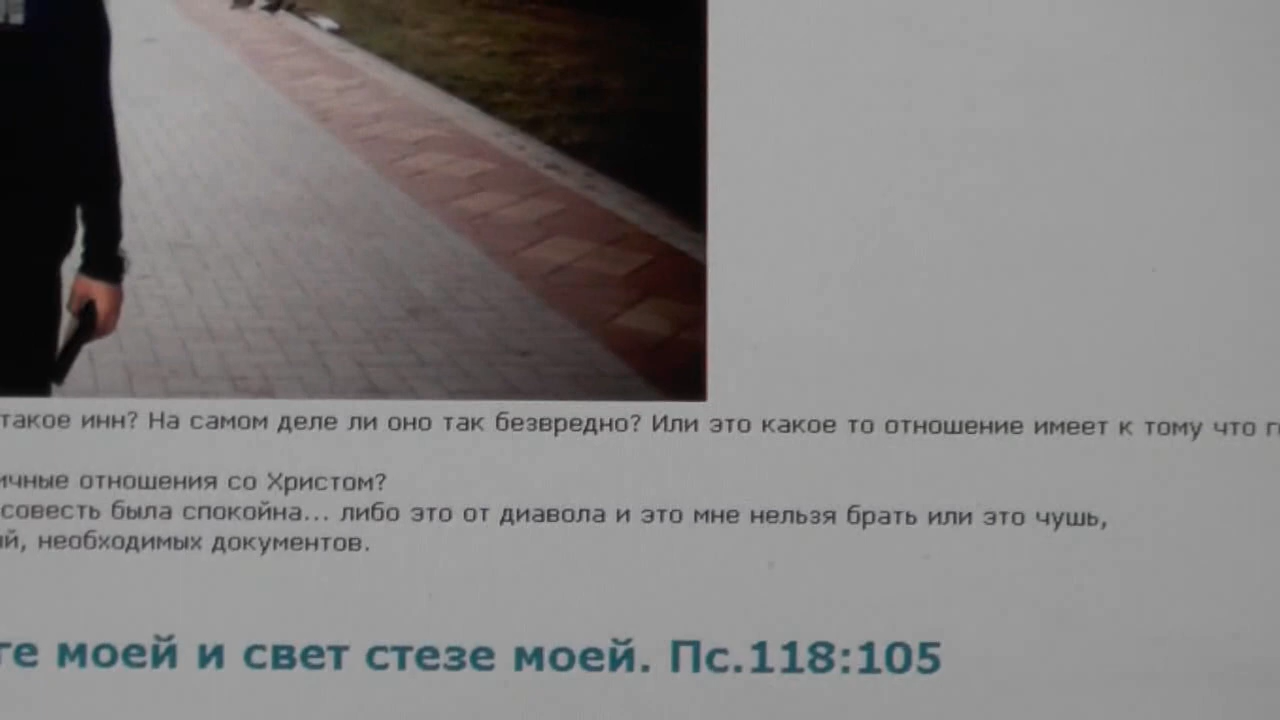 такое инн? На самом деле ли оно так безвредно? Или это какое то отношение имеет к тому что
отношения со Христом?
совесть была спокойна... либо это от диавола и это мне нельзя брать или это чушь,
необходимых документов.
моей и свет стезе моей. Пс.118:105